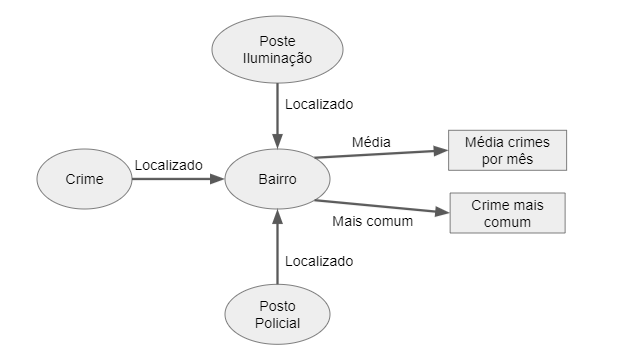 Poste
Iluminação
Localizado
Média
Média crimes
por mês
Localizado
Crime
Bairro
Crime mais
comum
Mais comum
Localizado
Posto
Policial